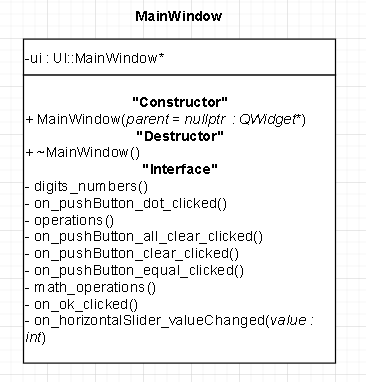 MainWindow
-ui : UI::MainWindow*
"Constructor"
+ MainWindow(parent = nullptr : QWidget*)
"Destructor"
+ ~MainWindow()
"Interface"
- digits_numbers()
- on_pushButton_dot_clicked()
- operations()
- on_pushButton_all_clear_clicked()
- on_pushButton_clear_clicked()
- on_pushButton_equal_clicked()
- math_operations()
- on_ok_clicked()
- on_horizontalSlider_valueChanged(value :
int)